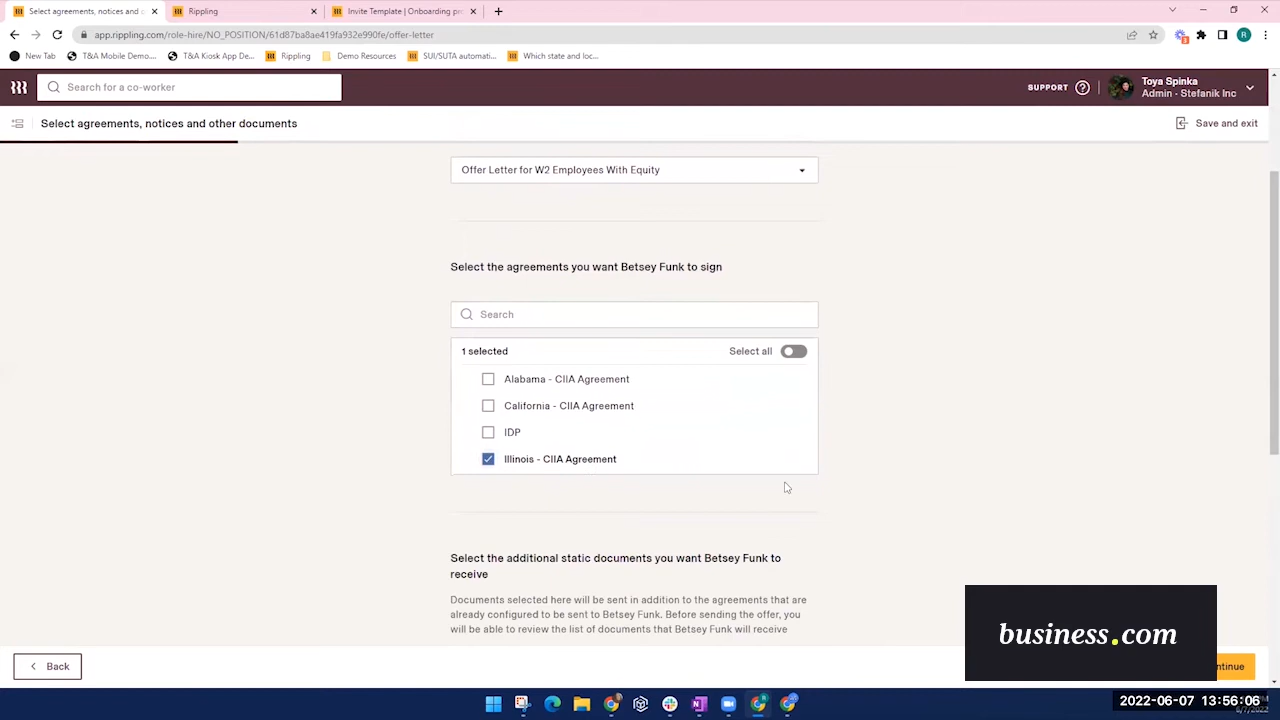 Select agreements, notices and o
Rippling
Invite Template | Onboarding pr
app.rippling.com/role-hire/NO_POSITION/61d87ba8ae419fa932e990fe/offer-letter
New Tab
T&A Mobile Demo...
T&A Kiosk App De...
Rippling
Demo Resources
SUI/SUTA automati...
Which state and loc...
R
Search for a co-worker
SUPPORT
Toya Spinka
Admin - Stefanik Inc
Select agreements, notices and other documents
Save and exit
Offer Letter for W2 Employees With Equity
Select the agreements you want Betsey Funk to sign
Search
1 selected
Select all
Alabama - CIIA Agreement
California - CIIA Agreement
IDP
Illinois - CIIA Agreement
Select the additional static documents you want Betsey Funk to
receive
Documents selected here will be sent in addition to the agreements that are
already configured to be sent to Betsey Funk. Before sending the offer, you
will be able to review the list of documents that Betsey Funk will receive
business.com
Back
ntinue
2022-06-07 13:56:06